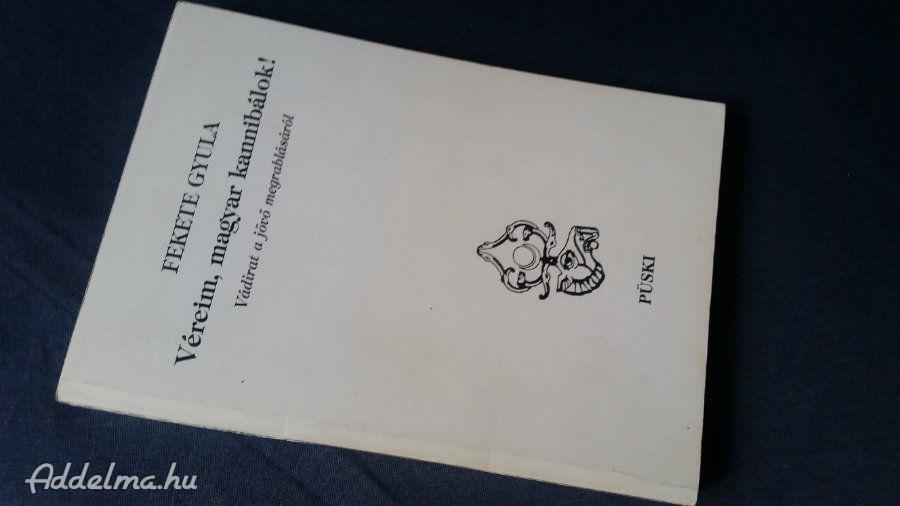 FEKETE GYULA
Véreim, magyar kannibálok!
Vádirat a jövő megrablásáról
PÜSKI
Addelma.hu